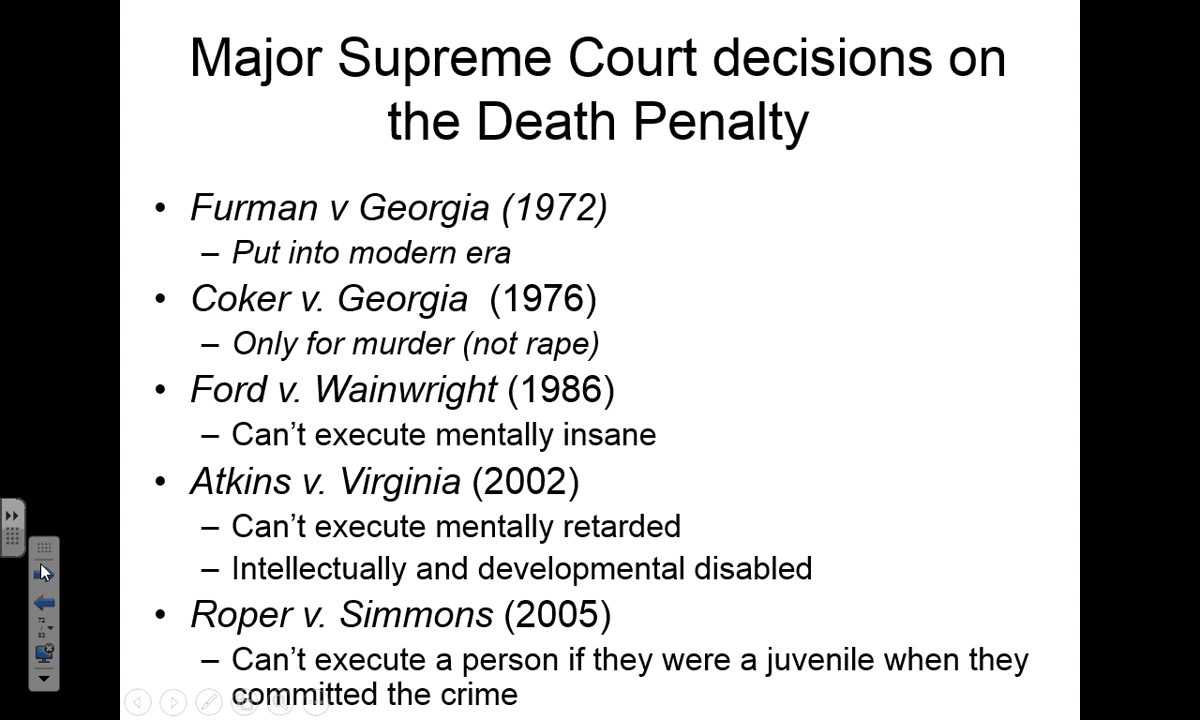 Major Supreme Court decisions on
the Death Penalty
• Furman v Georgia (1972)
– Put into modern era
• Coker v. Georgia (1976)
– Only for murder (not rape)
• Ford v. Wainwright (1986)
– Can't execute mentally insane
• Atkins v. Virginia (2002)
– Can't execute mentally retarded
– Intellectually and developmental disabled
• Roper v. Simmons (2005)
– Can't execute a person if they were a juvenile when they
committed the crime
72
/
83